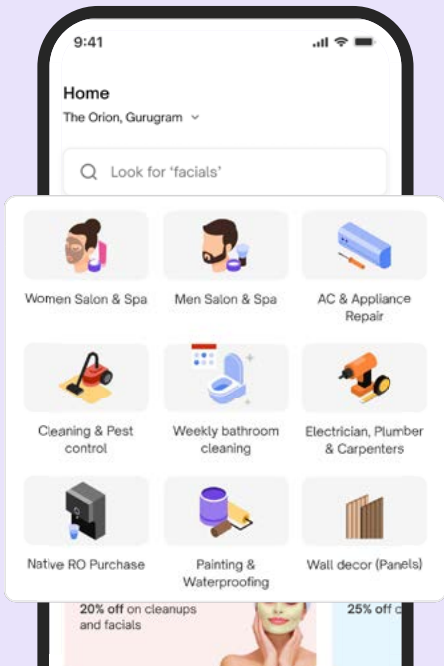 9:41
Home
The Orion, Gurugram
Look for ‘facials’
Women Salon & Spa
Men Salon & Spa
AC & Appliance
Repair
Cleaning & Pest
control
Weekly bathroom
cleaning
Electrician, Plumber
& Carpenters
Native RO Purchase
Painting &
Waterproofing
Wall decor (Panels)
20% off on cleanups
and facials
25% off